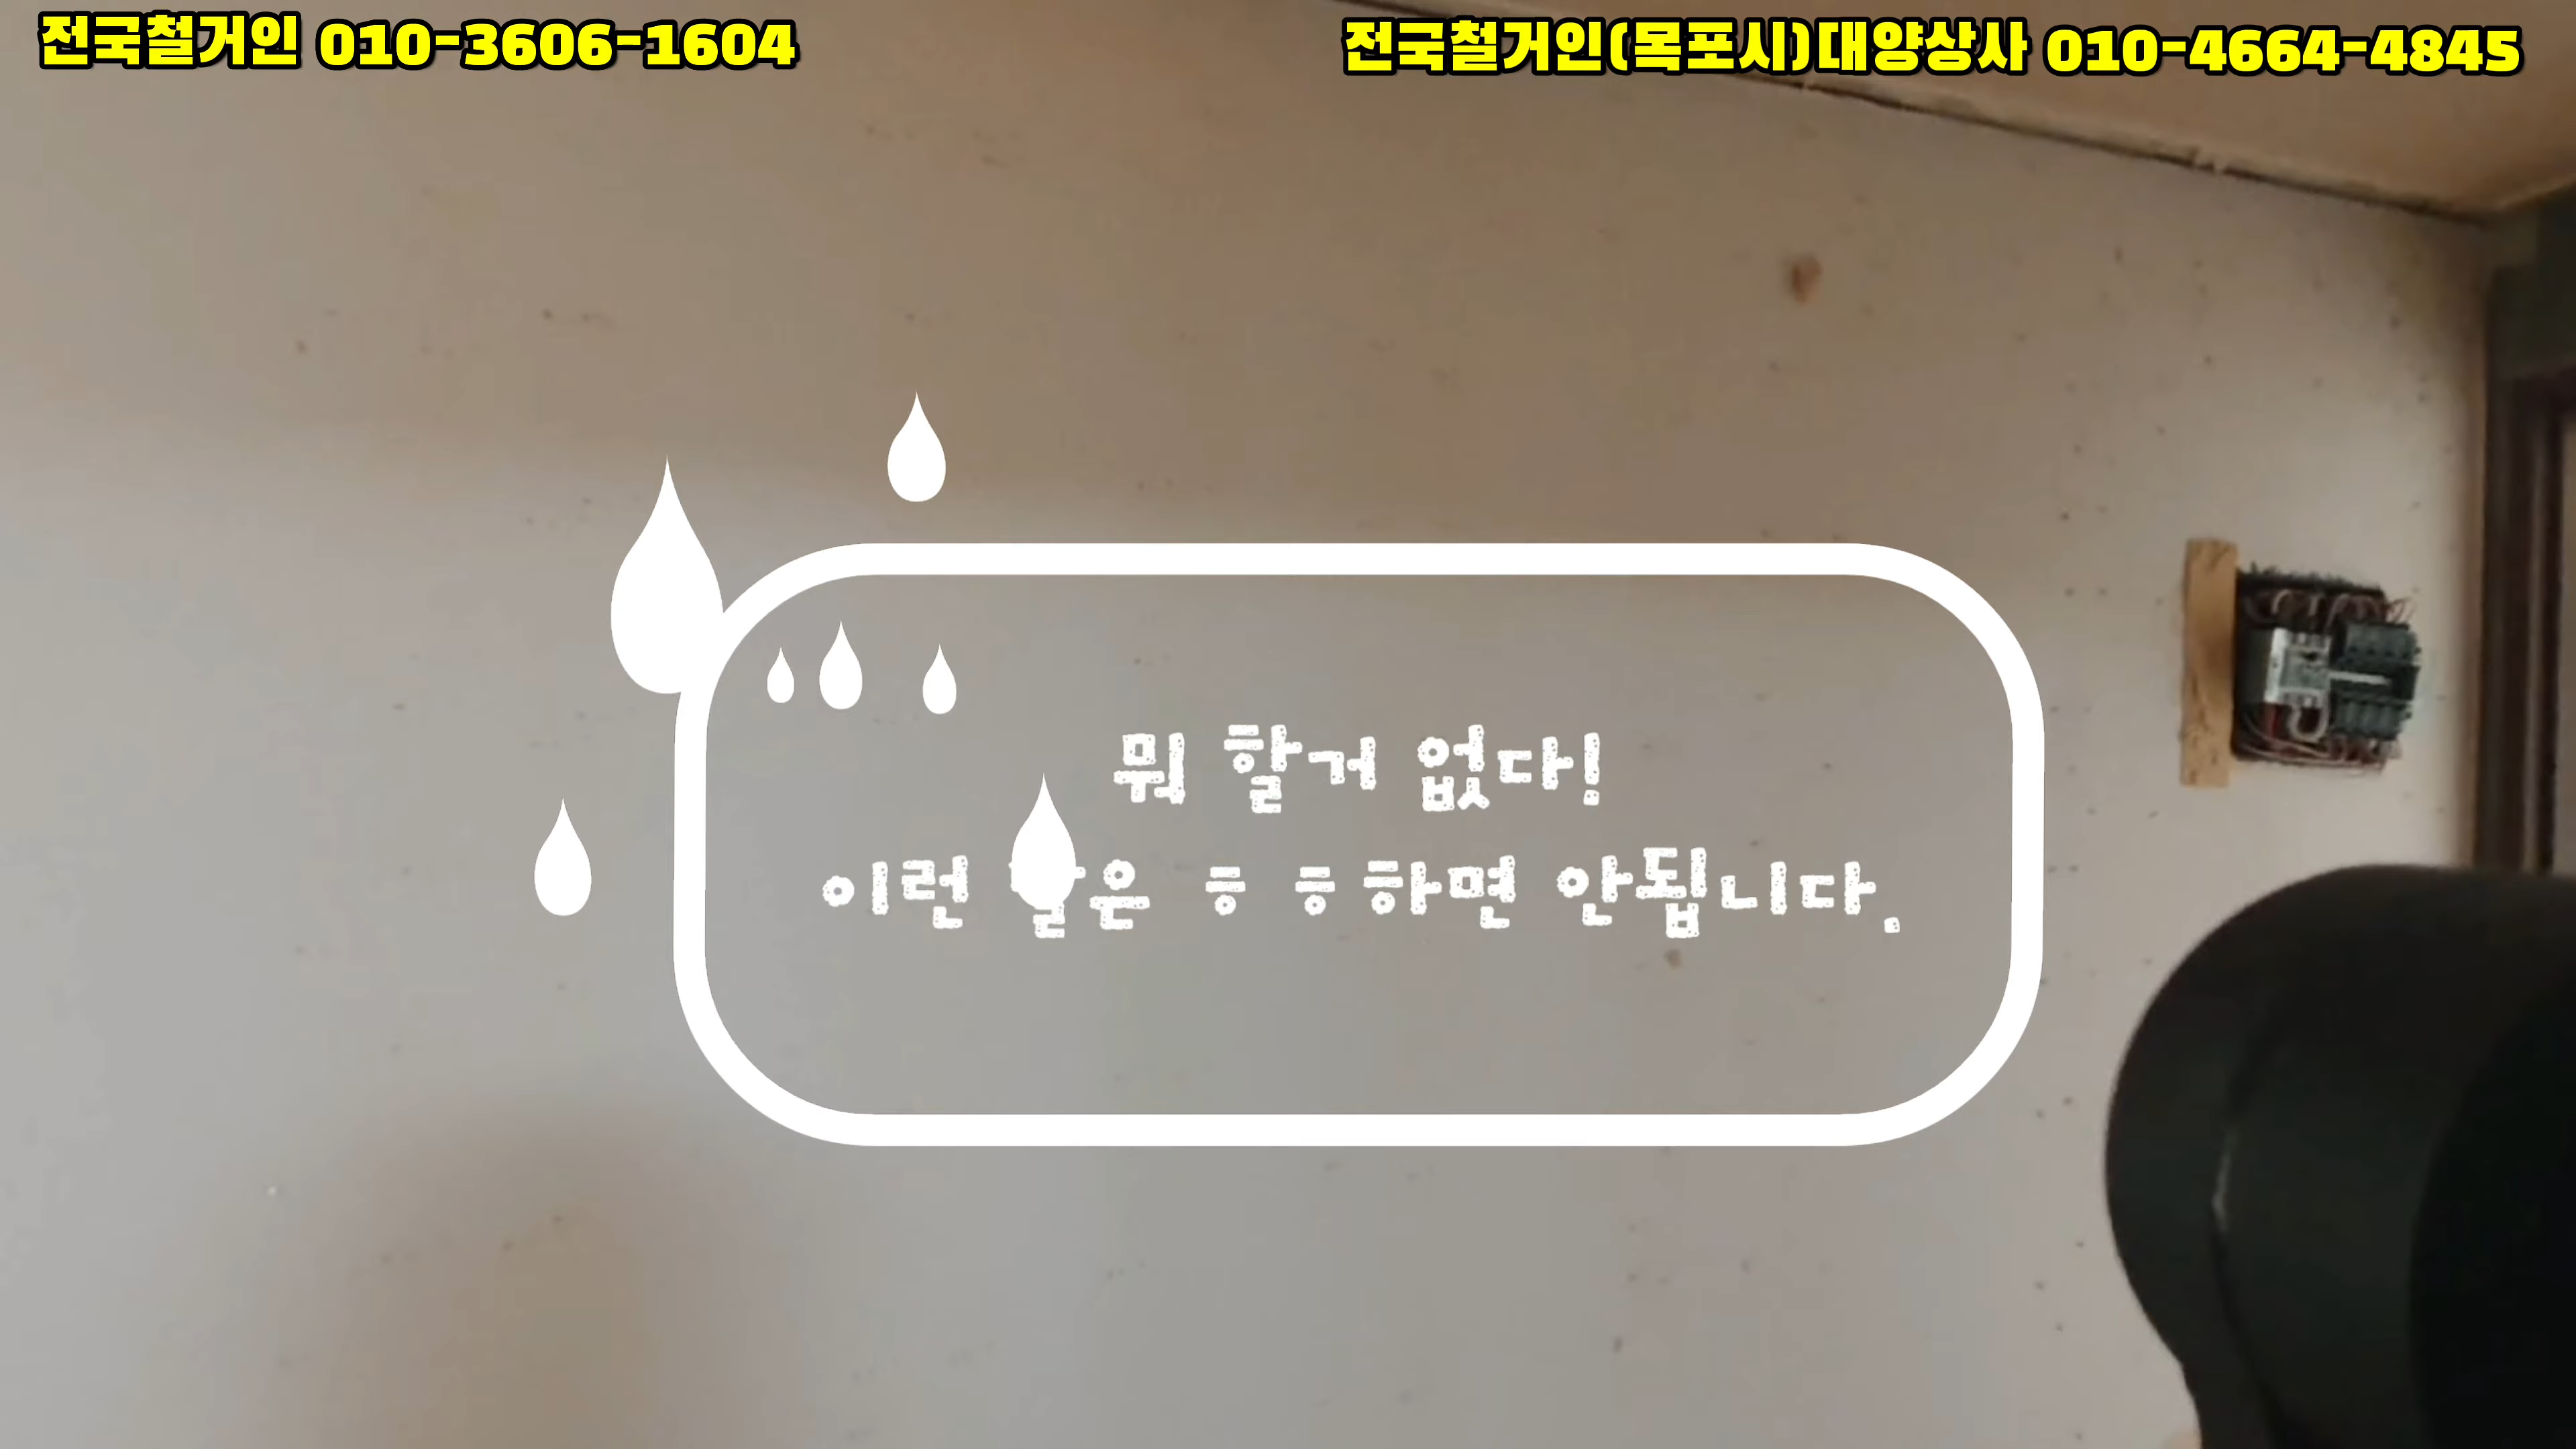 전국철거인 010-3606-1604
전국철거인(목포시)대양상사 010-4664-4845
뭐 할거 없다!
이런 ㅎ ㅎ하면 안됩니다.